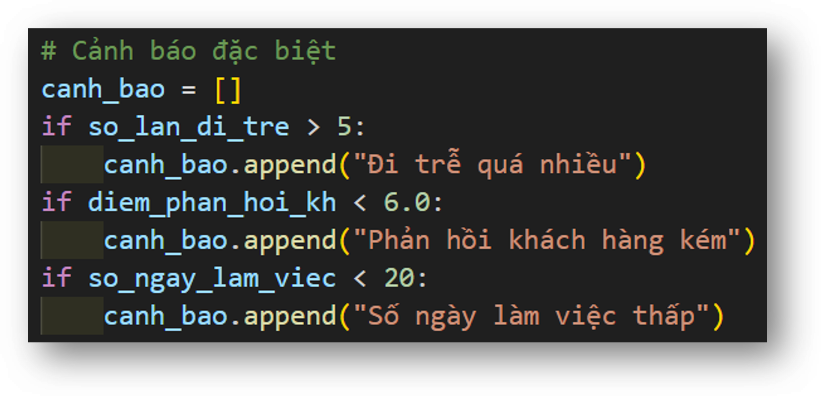 # Cảnh báo đặc biệt
canh_bao = []
if so_lan_di_tre > 5:
    canh_bao.append("Đi trễ quá nhiều")
if diem_phan_hoi_kh < 6.0:
    canh_bao.append("Phản hồi khách hàng kém")
if so_ngay_lam_viec < 20:
    canh_bao.append("Số ngày làm việc thấp")